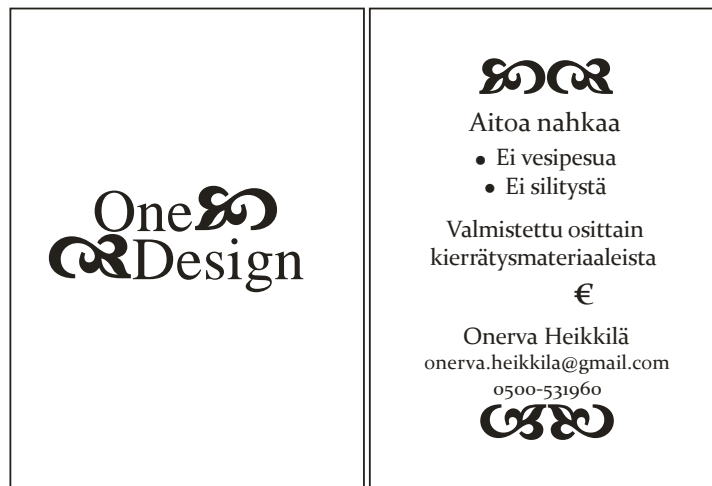 One
Design
Aitoa nahkaa
• Ei vesipesua
• Ei silitystä
Valmistettu osittain
kierrätysmateriaaleista
€
Onerva Heikkilä
onerva.heikkila@gmail.com
0500-531960